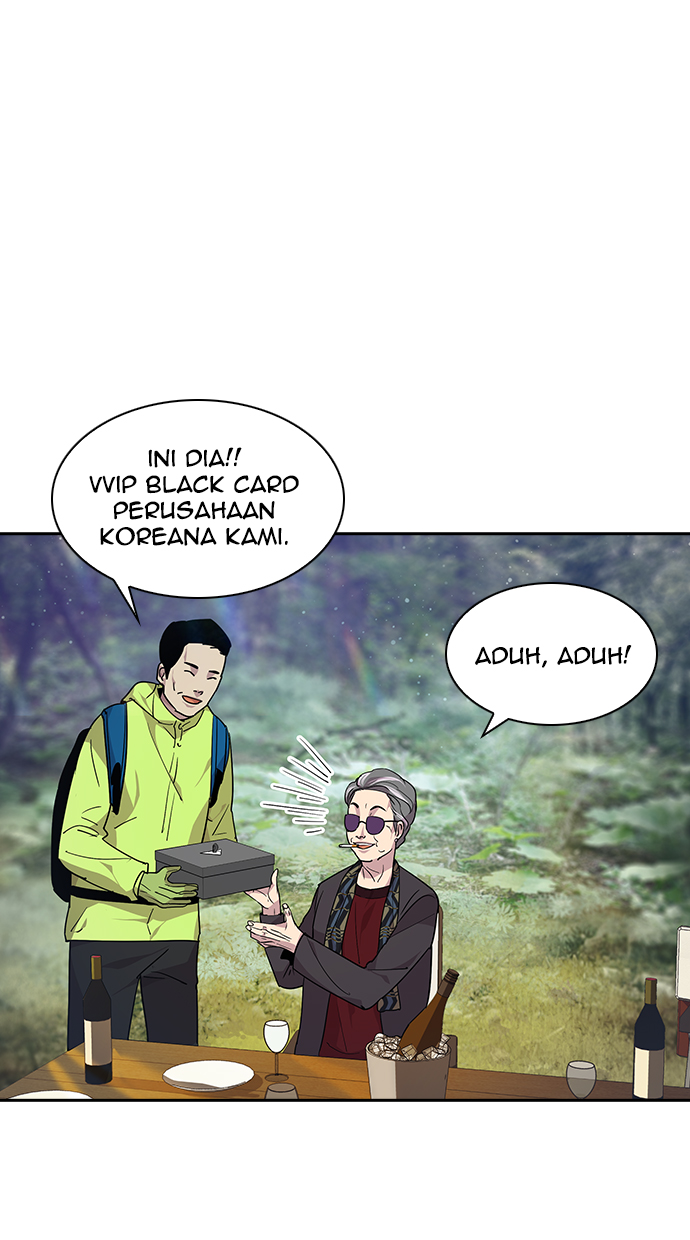 INI DIA!!
VVIP BLACK CARD
PERUSAHAAN
KOREANA KAMI.
ADUH, ADUH!